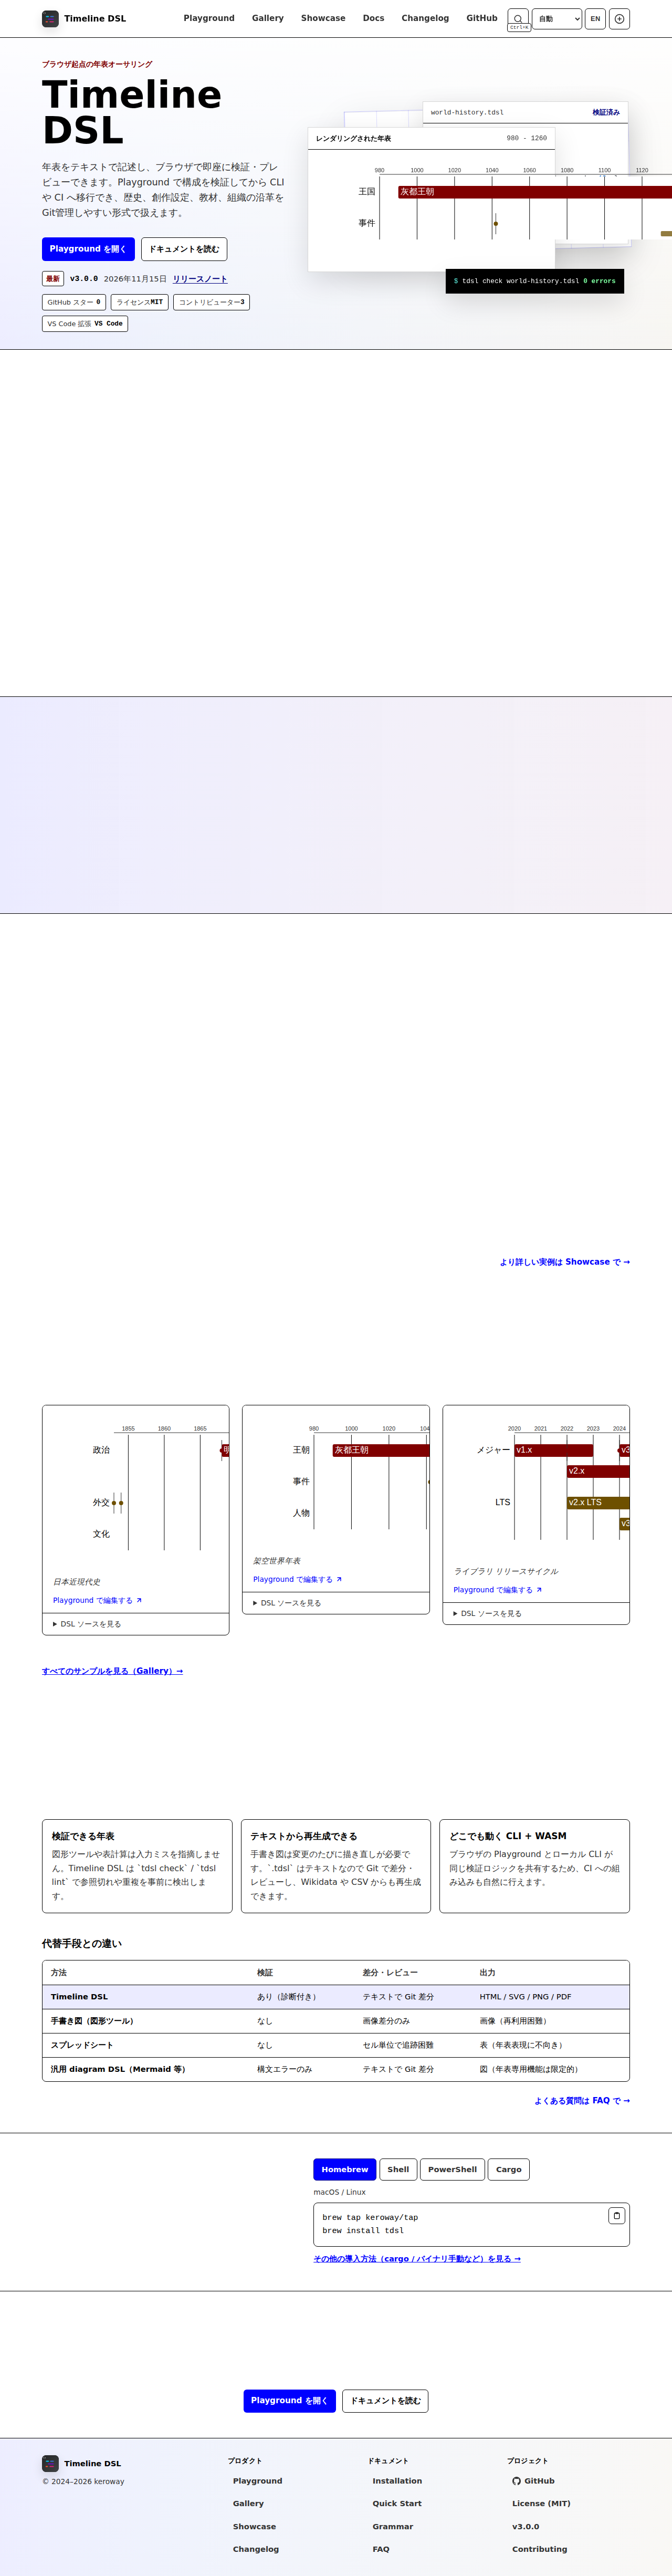 Timeline DSL
Playground Gallery Showcase Docs Changelog GitHub
Ctrl+K
自動
EN
ブラウザ起点の年表オーサリング
Timeline
DSL
年表をテキストで記述し、ブラウザで即座に検証・プレ
ビューできます。Playground で構成を検証してから CLI
や CI へ移行でき、歴史、創作設定、教材、組織の沿革を
Git管理しやすい形式で扱えます。
Playground を開く ドキュメントを読む
最新 v3.0.0 2026年11月15日 リリースノート
GitHub スター 0 ライセンスMIT コントリビューター3
VS Code 拡張 VS Code
world-history.tdsl 検証済み
レンダリングされた年表 980 - 1260
980 1000 1020 1040 1060 1080 1100 1120
王国 灰都王朝
事件
$ tdsl check world-history.tdsl 0 errors
より詳しい実例は Showcase で →
1855 1860 1865
政治
外交
文化
日本近現代史
Playground で編集する
▶ DSL ソースを見る
980 1000 1020
王朝 灰都王朝
事件
人物
架空世界年表
Playground で編集する
▶ DSL ソースを見る
2020 2021 2022 2023 2024
メジャー v1.x
v2.x
LTS v2.x LTS
ライブラリ リリースサイクル
Playground で編集する
▶ DSL ソースを見る
すべてのサンプルを見る（Gallery）→
検証できる年表
図形ツールや表計算は入力ミスを指摘しませ
ん。Timeline DSL は `tdsl check` / `tdsl
lint` で参照切れや重複を事前に検出しま
す。
テキストから再生成できる
手書き図は変更のたびに描き直しが必要で
す。`.tdsl` はテキストなので Git で差分・
レビューし、Wikidata や CSV からも再生成
できます。
どこでも動く CLI + WASM
ブラウザの Playground とローカル CLI が
同じ検証ロジックを共有するため、CI への組
み込みも自然に行えます。
代替手段との違い
方法 検証 差分・レビュー 出力
Timeline DSL あり（診断付き） テキストで Git 差分 HTML / SVG / PNG / PDF
手書き図（図形ツール） なし 画像差分のみ 画像（再利用困難）
スプレッドシート なし セル単位で追跡困難 表（年表表現に不向き）
汎用 diagram DSL（Mermaid 等） 構文エラーのみ テキストで Git 差分 図（年表専用機能は限定的）
よくある質問は FAQ で →
Homebrew Shell PowerShell Cargo
macOS / Linux
brew tap keroway/tap
brew install tdsl
その他の導入方法（cargo / バイナリ手動など）を見る →
Playground を開く ドキュメントを読む
Timeline DSL
© 2024–2026 keroway
プロダクト
Playground
Gallery
Showcase
Changelog
ドキュメント
Installation
Quick Start
Grammar
FAQ
プロジェクト
GitHub
License (MIT)
v3.0.0
Contributing